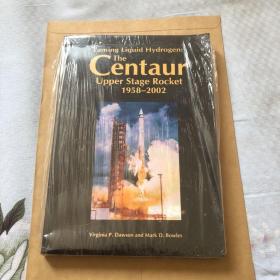 Taming Liquid Hydrogen:
The
Centaur
Upper Stage Rocket
1958–2002
Virginia P. Dawson and Mark D. Bowles